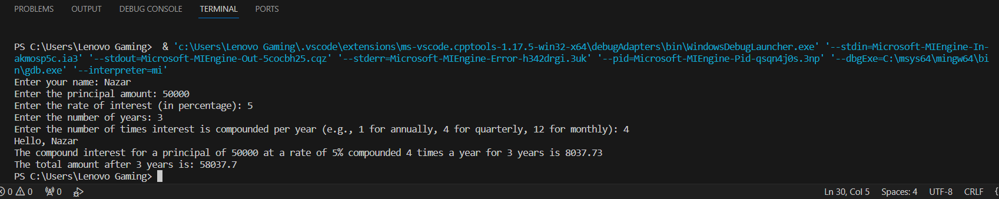 PROBLEMS OUTPUT DEBUG CONSOLE TERMINAL PORTS
PS C:\Users\Lenovo Gaming>  & 'c:\Users\Lenovo Gaming\.vscode\extensions\ms-vscode.cpptools-1.17.5-win32-x64\debugAdapters\bin\WindowsDebugLauncher.exe' '--stdin=Microsoft-MIEngine-In-
akmosp5c.ia3' '--stdout=Microsoft-MIEngine-Out-5cocbh25.cqz' '--stderr=Microsoft-MIEngine-Error-h342drgi.3uk' '--pid=Microsoft-MIEngine-Pid-qsqn4j0s.3np' '--dbgExe=C:\msys64\mingw64\bi
n\gdb.exe' '--interpreter=mi'
Enter your name: Nazar
Enter the principal amount: 50000
Enter the rate of interest (in percentage): 5
Enter the number of years: 3
Enter the number of times interest is compounded per year (e.g., 1 for annually, 4 for quarterly, 12 for monthly): 4
Hello, Nazar
The compound interest for a principal of 50000 at a rate of 5% compounded 4 times a year for 3 years is 8037.73
The total amount after 3 years is: 58037.7
PS C:\Users\Lenovo Gaming>
0 0 0 Ln 30, Col 5 Spaces: 4 UTF-8 CRLF {